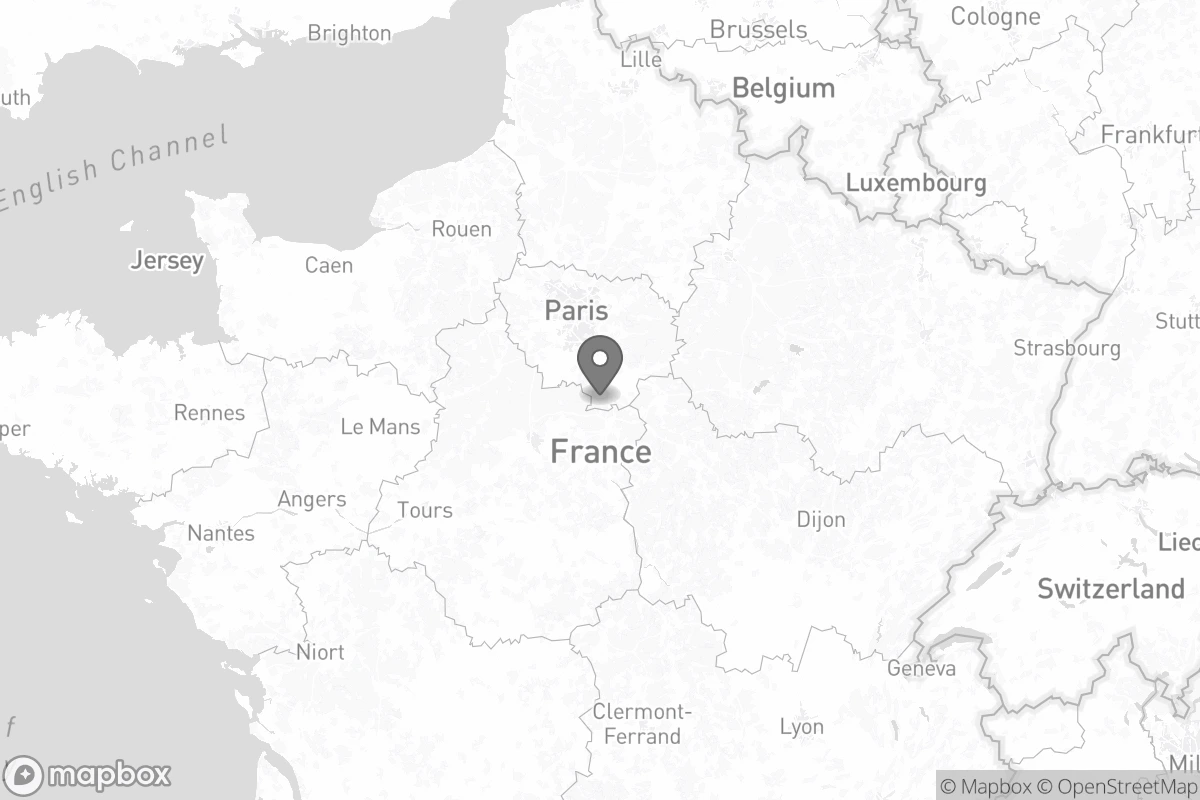 Brighton
Brussels
Cologne
Lille
Belgium
uth
English Channel
Frankfurt
Luxembourg
Rouen
Jersey
Caen
Paris
Stutt
Strasbourg
Rennes
per
Le Mans
France
Angers
Tours
Nantes
Dijon
Liec
Switzerland
Niort
Geneva
Clermont-
Ferrand
Lyon
f
Mil
mapbox
© Mapbox © OpenStreetMap